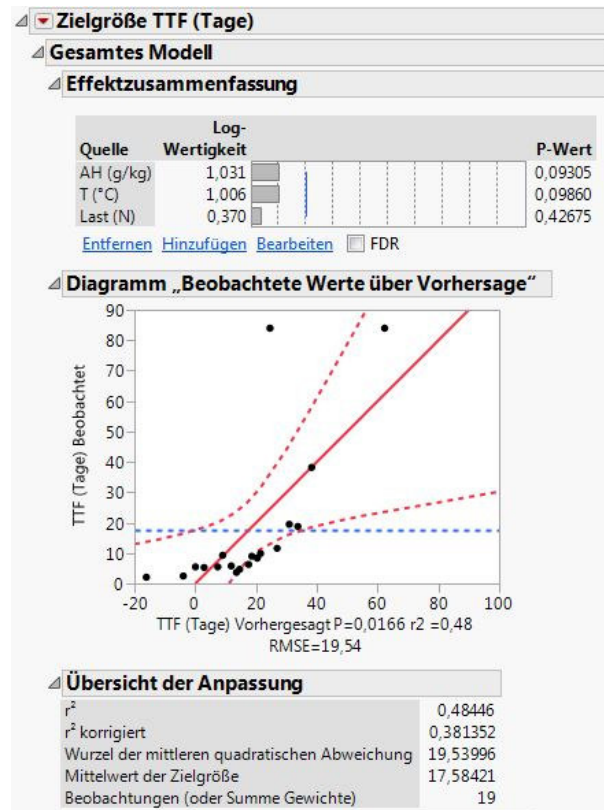 Zielgröße TTF (Tage)
Gesamtes Modell
Effektzusammenfassung
Log-
Quelle Wertigkeit P-Wert
AH (g/kg) 1,031 0,09305
T (°C) 1,006 0,09860
Last (N) 0,370 0,42675
Entfernen Hinzufügen Bearbeiten FDR
Diagramm „Beobachtete Werte über Vorhersage“
90
80
70
60
50
40
30
20
10
0
TTF (Tage) Beobachtet
-20 0 20 40 60 80 100
TTF (Tage) Vorhergesagt P=0,0166 r2 =0,48
RMSE=19,54
Übersicht der Anpassung
r² 0,48446
r² korrigiert 0,381352
Wurzel der mittleren quadratischen Abweichung 19,53996
Mittelwert der Zielgröße 17,58421
Beobachtungen (oder Summe Gewichte) 19